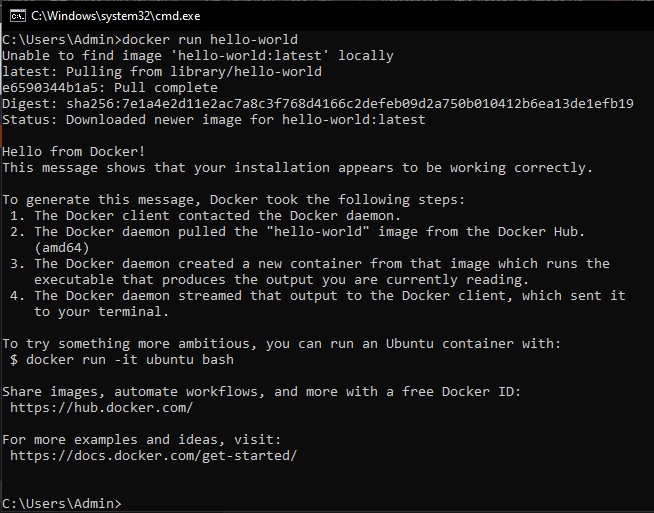 C:\Windows\system32\cmd.exe
C:\Users\Admin>docker run hello-world
Unable to find image 'hello-world:latest' locally
latest: Pulling from library/hello-world
e6590344b1a5: Pull complete
Digest: sha256:7e1a4e2d11e2ac7a8c3f768d4166c2defeb09d2a750b010412b6ea13de1efb19
Status: Downloaded newer image for hello-world:latest
Hello from Docker!
This message shows that your installation appears to be working correctly.
To generate this message, Docker took the following steps:
1. The Docker client contacted the Docker daemon.
2. The Docker daemon pulled the "hello-world" image from the Docker Hub.
(amd64)
3. The Docker daemon created a new container from that image which runs the
executable that produces the output you are currently reading.
4. The Docker daemon streamed that output to the Docker client, which sent it
to your terminal.
To try something more ambitious, you can run an Ubuntu container with:
$ docker run -it ubuntu bash
Share images, automate workflows, and more with a free Docker ID:
https://hub.docker.com/
For more examples and ideas, visit:
https://docs.docker.com/get-started/
C:\Users\Admin>